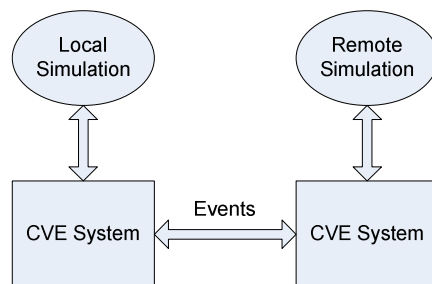 Local
Simulation
Remote
Simulation
Events
CVE System
CVE System